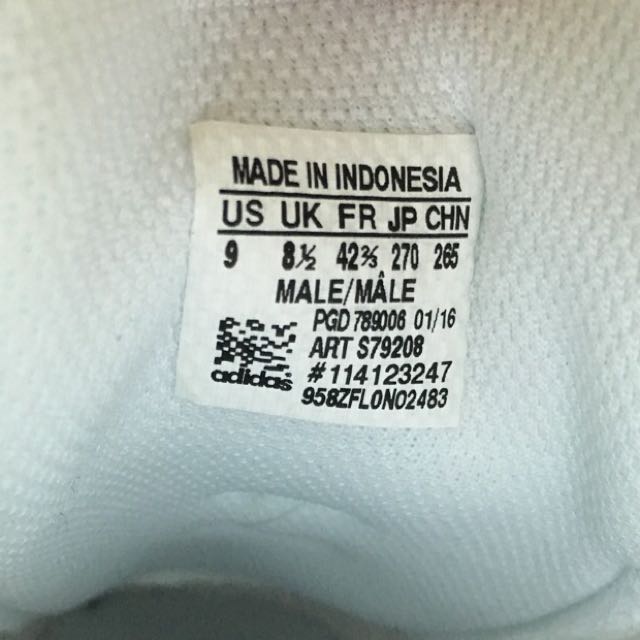 MADE IN INDONESIA
US UK FR JP CHN
9 8½ 42⅔ 270 265
MALE/MÂLE
PGD 789006 01/16
ART S79208
#114123247
adidas
958ZFL0N02483